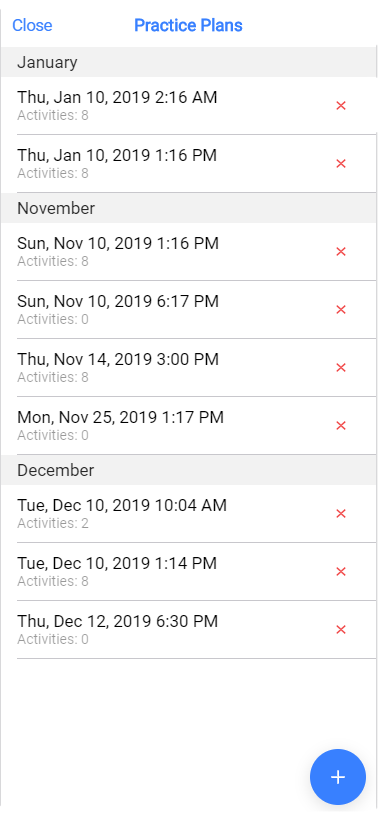 Close Practice Plans
January
Thu, Jan 10, 2019 2:16 AM
Activities: 8
Thu, Jan 10, 2019 1:16 PM
Activities: 8
November
Sun, Nov 10, 2019 1:16 PM
Activities: 8
Sun, Nov 10, 2019 6:17 PM
Activities: 0
Thu, Nov 14, 2019 3:00 PM
Activities: 8
Mon, Nov 25, 2019 1:17 PM
Activities: 0
December
Tue, Dec 10, 2019 10:04 AM
Activities: 2
Tue, Dec 10, 2019 1:14 PM
Activities: 8
Thu, Dec 12, 2019 6:30 PM
Activities: 0